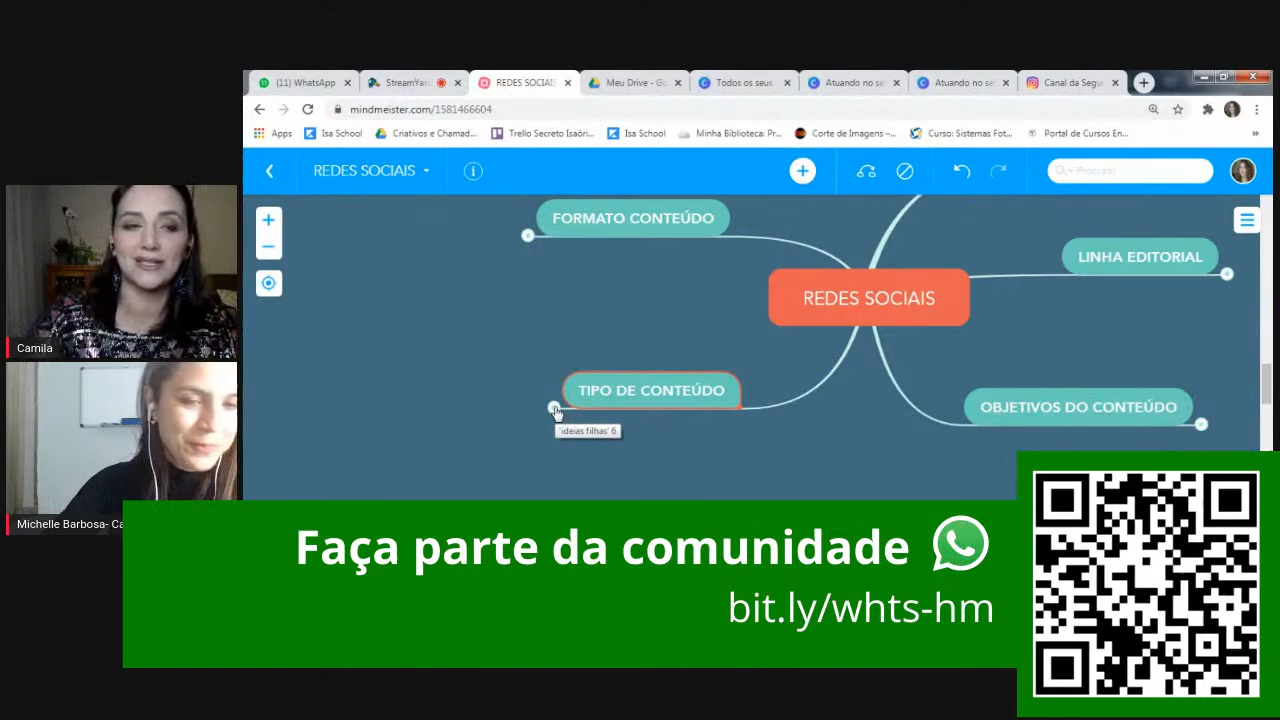 (11) WhatsApp
StreamYard
REDES SOCIAIS
Meu Drive - Go
Todos os seus
Atuando no se
Atuando no se
Canal da Segu
mindmeister.com/1581466604
Apps
Isa School
Criativos e Chamad...
Trello Secreto Isaóri...
Isa School
Minha Biblioteca: Pr...
Corte de Imagens –...
Curso: Sistemas Fot...
Portal de Cursos En...
REDES SOCIAIS
Procurar
FORMATO CONTEÚDO
LINHA EDITORIAL
REDES SOCIAIS
TIPO DE CONTEÚDO
OBJETIVOS DO CONTEÚDO
'ideias filhas' 6
Camila
Michelle Barbosa- Ca
Faça parte da comunidade
bit.ly/whts-hm